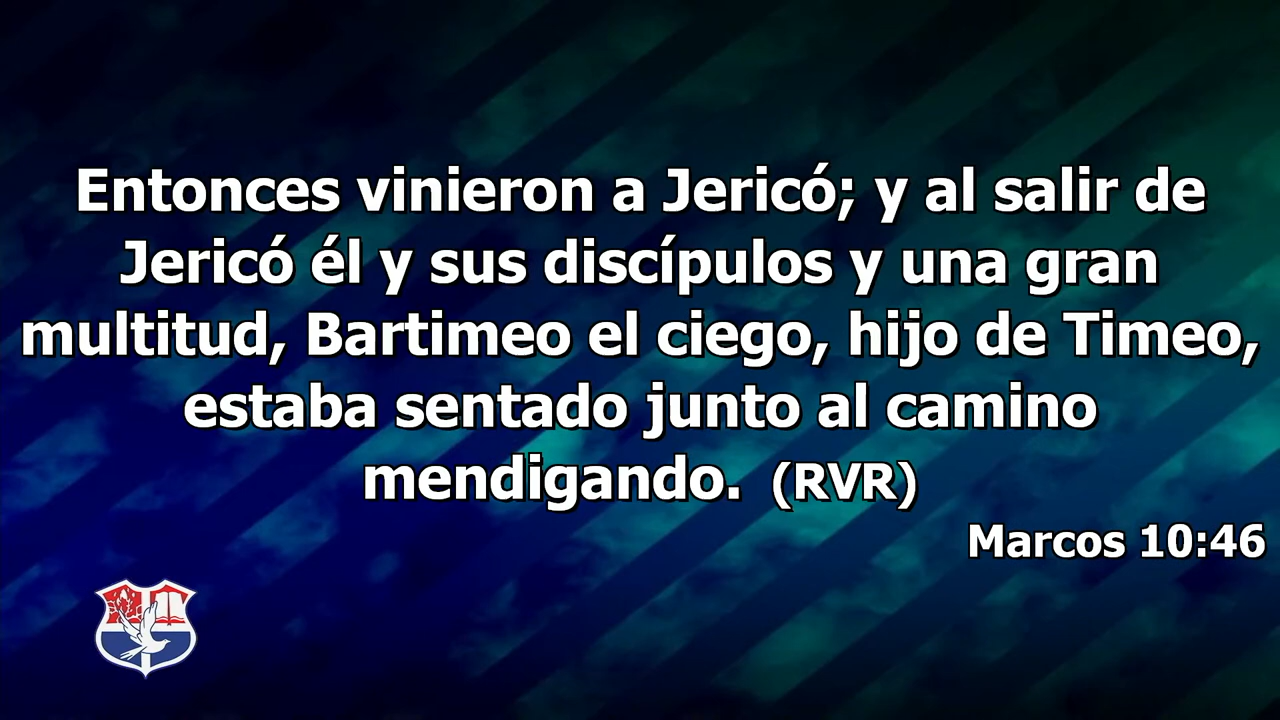 Entonces vinieron a Jericó; y al salir de
Jericó él y sus discípulos y una gran
multitud, Bartimeo el ciego, hijo de Timeo,
estaba sentado junto al camino
mendigando. (RVR)
Marcos 10:46